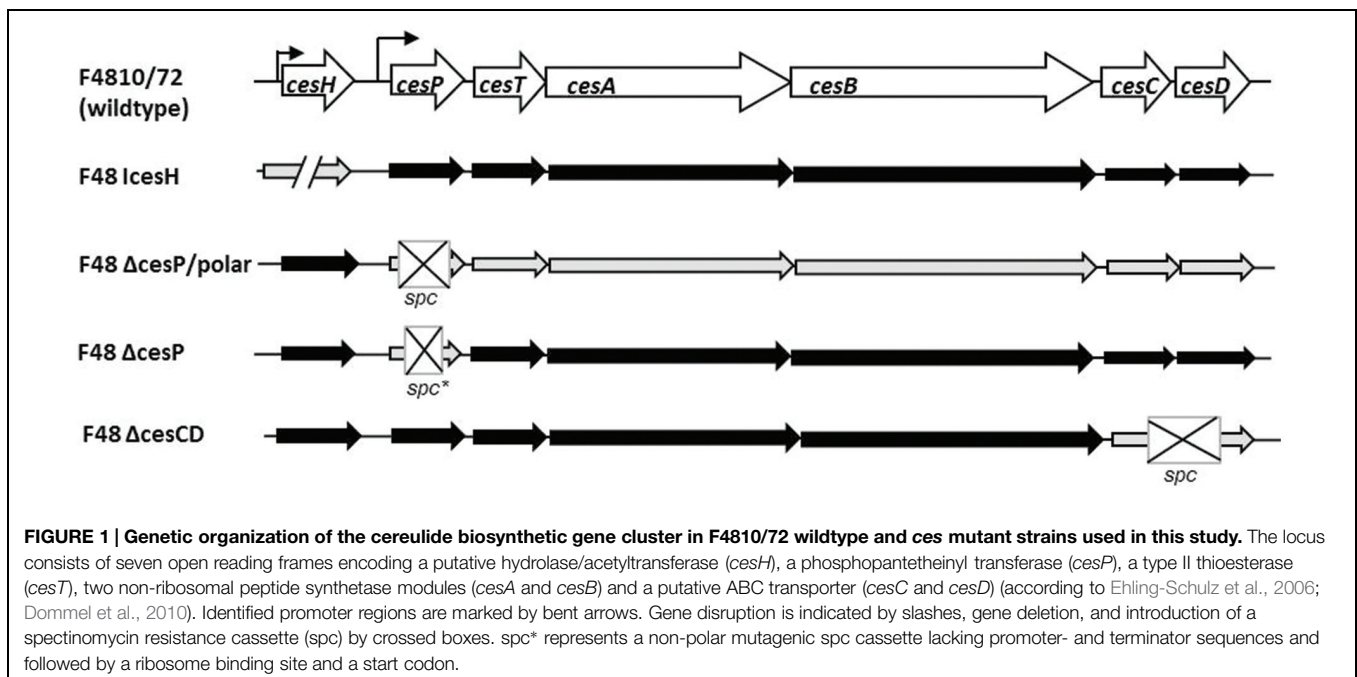 F4810/72
(wildtype)
cesH cesP cesT cesA cesB cesC cesD
F48 IcesH
F48 ΔcesP/polar
spc
F48 ΔcesP
spc*
F48 ΔcesCD
spc
FIGURE 1 | Genetic organization of the cereulide biosynthetic gene cluster in F4810/72 wildtype and ces mutant strains used in this study. The locus
consists of seven open reading frames encoding a putative hydrolase/acetyltransferase (cesH), a phosphopantetheinyl transferase (cesP), a type II thioesterase
(cesT), two non-ribosomal peptide synthetase modules (cesA and cesB) and a putative ABC transporter (cesC and cesD) (according to Ehling-Schulz et al., 2006;
Dommel et al., 2010). Identified promoter regions are marked by bent arrows. Gene disruption is indicated by slashes, gene deletion, and introduction of a
spectinomycin resistance cassette (spc) by crossed boxes. spc* represents a non-polar mutagenic spc cassette lacking promoter- and terminator sequences and
followed by a ribosome binding site and a start codon.